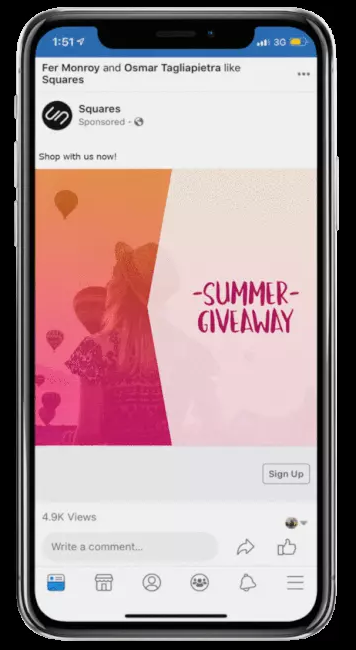 1:51
3G
Fer Monroy and Osmar Tagliapietra like
Squares
Squares
Sponsored ·
Shop with us now!
-SUMMER-
GIVEAWAY
Sign Up
4.9K Views
Write a comment...